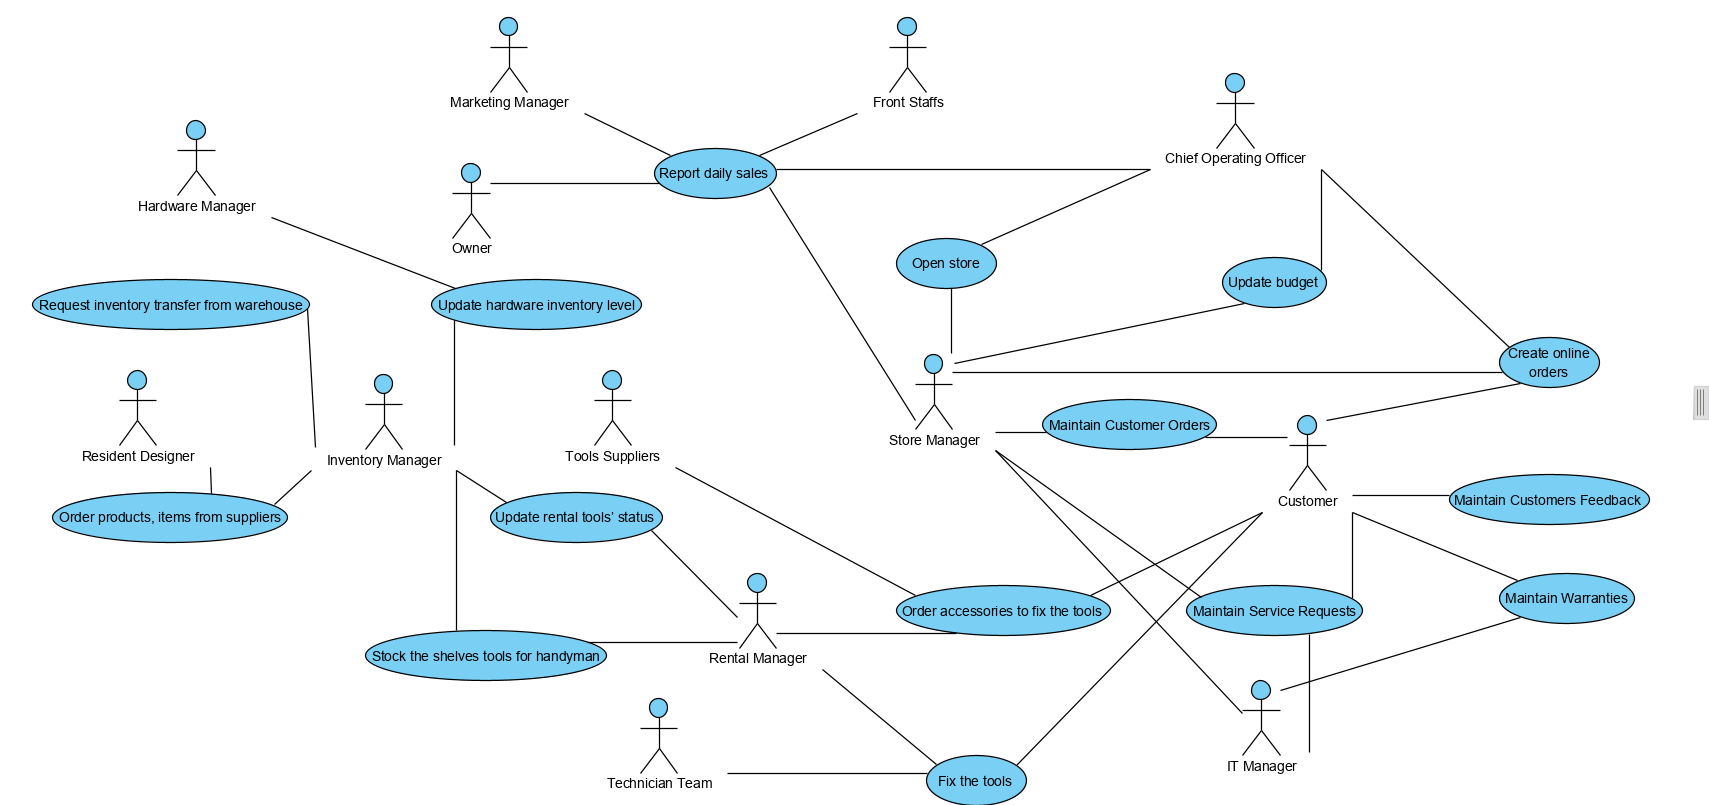 Marketing Manager
Front Staffs
Chief Operating Officer
Report daily sales
Hardware Manager
Owner
Open store
Update budget
Request inventory transfer from warehouse
Update hardware inventory level
Create online
orders
Maintain Customer Orders
Store Manager
Resident Designer
Inventory Manager
Tools Suppliers
Customer
Maintain Customers Feedback
Order products, items from suppliers
Update rental tools’ status
Maintain Warranties
Order accessories to fix the tools
Maintain Service Requests
Stock the shelves tools for handyman
Rental Manager
IT Manager
Technician Team
Fix the tools